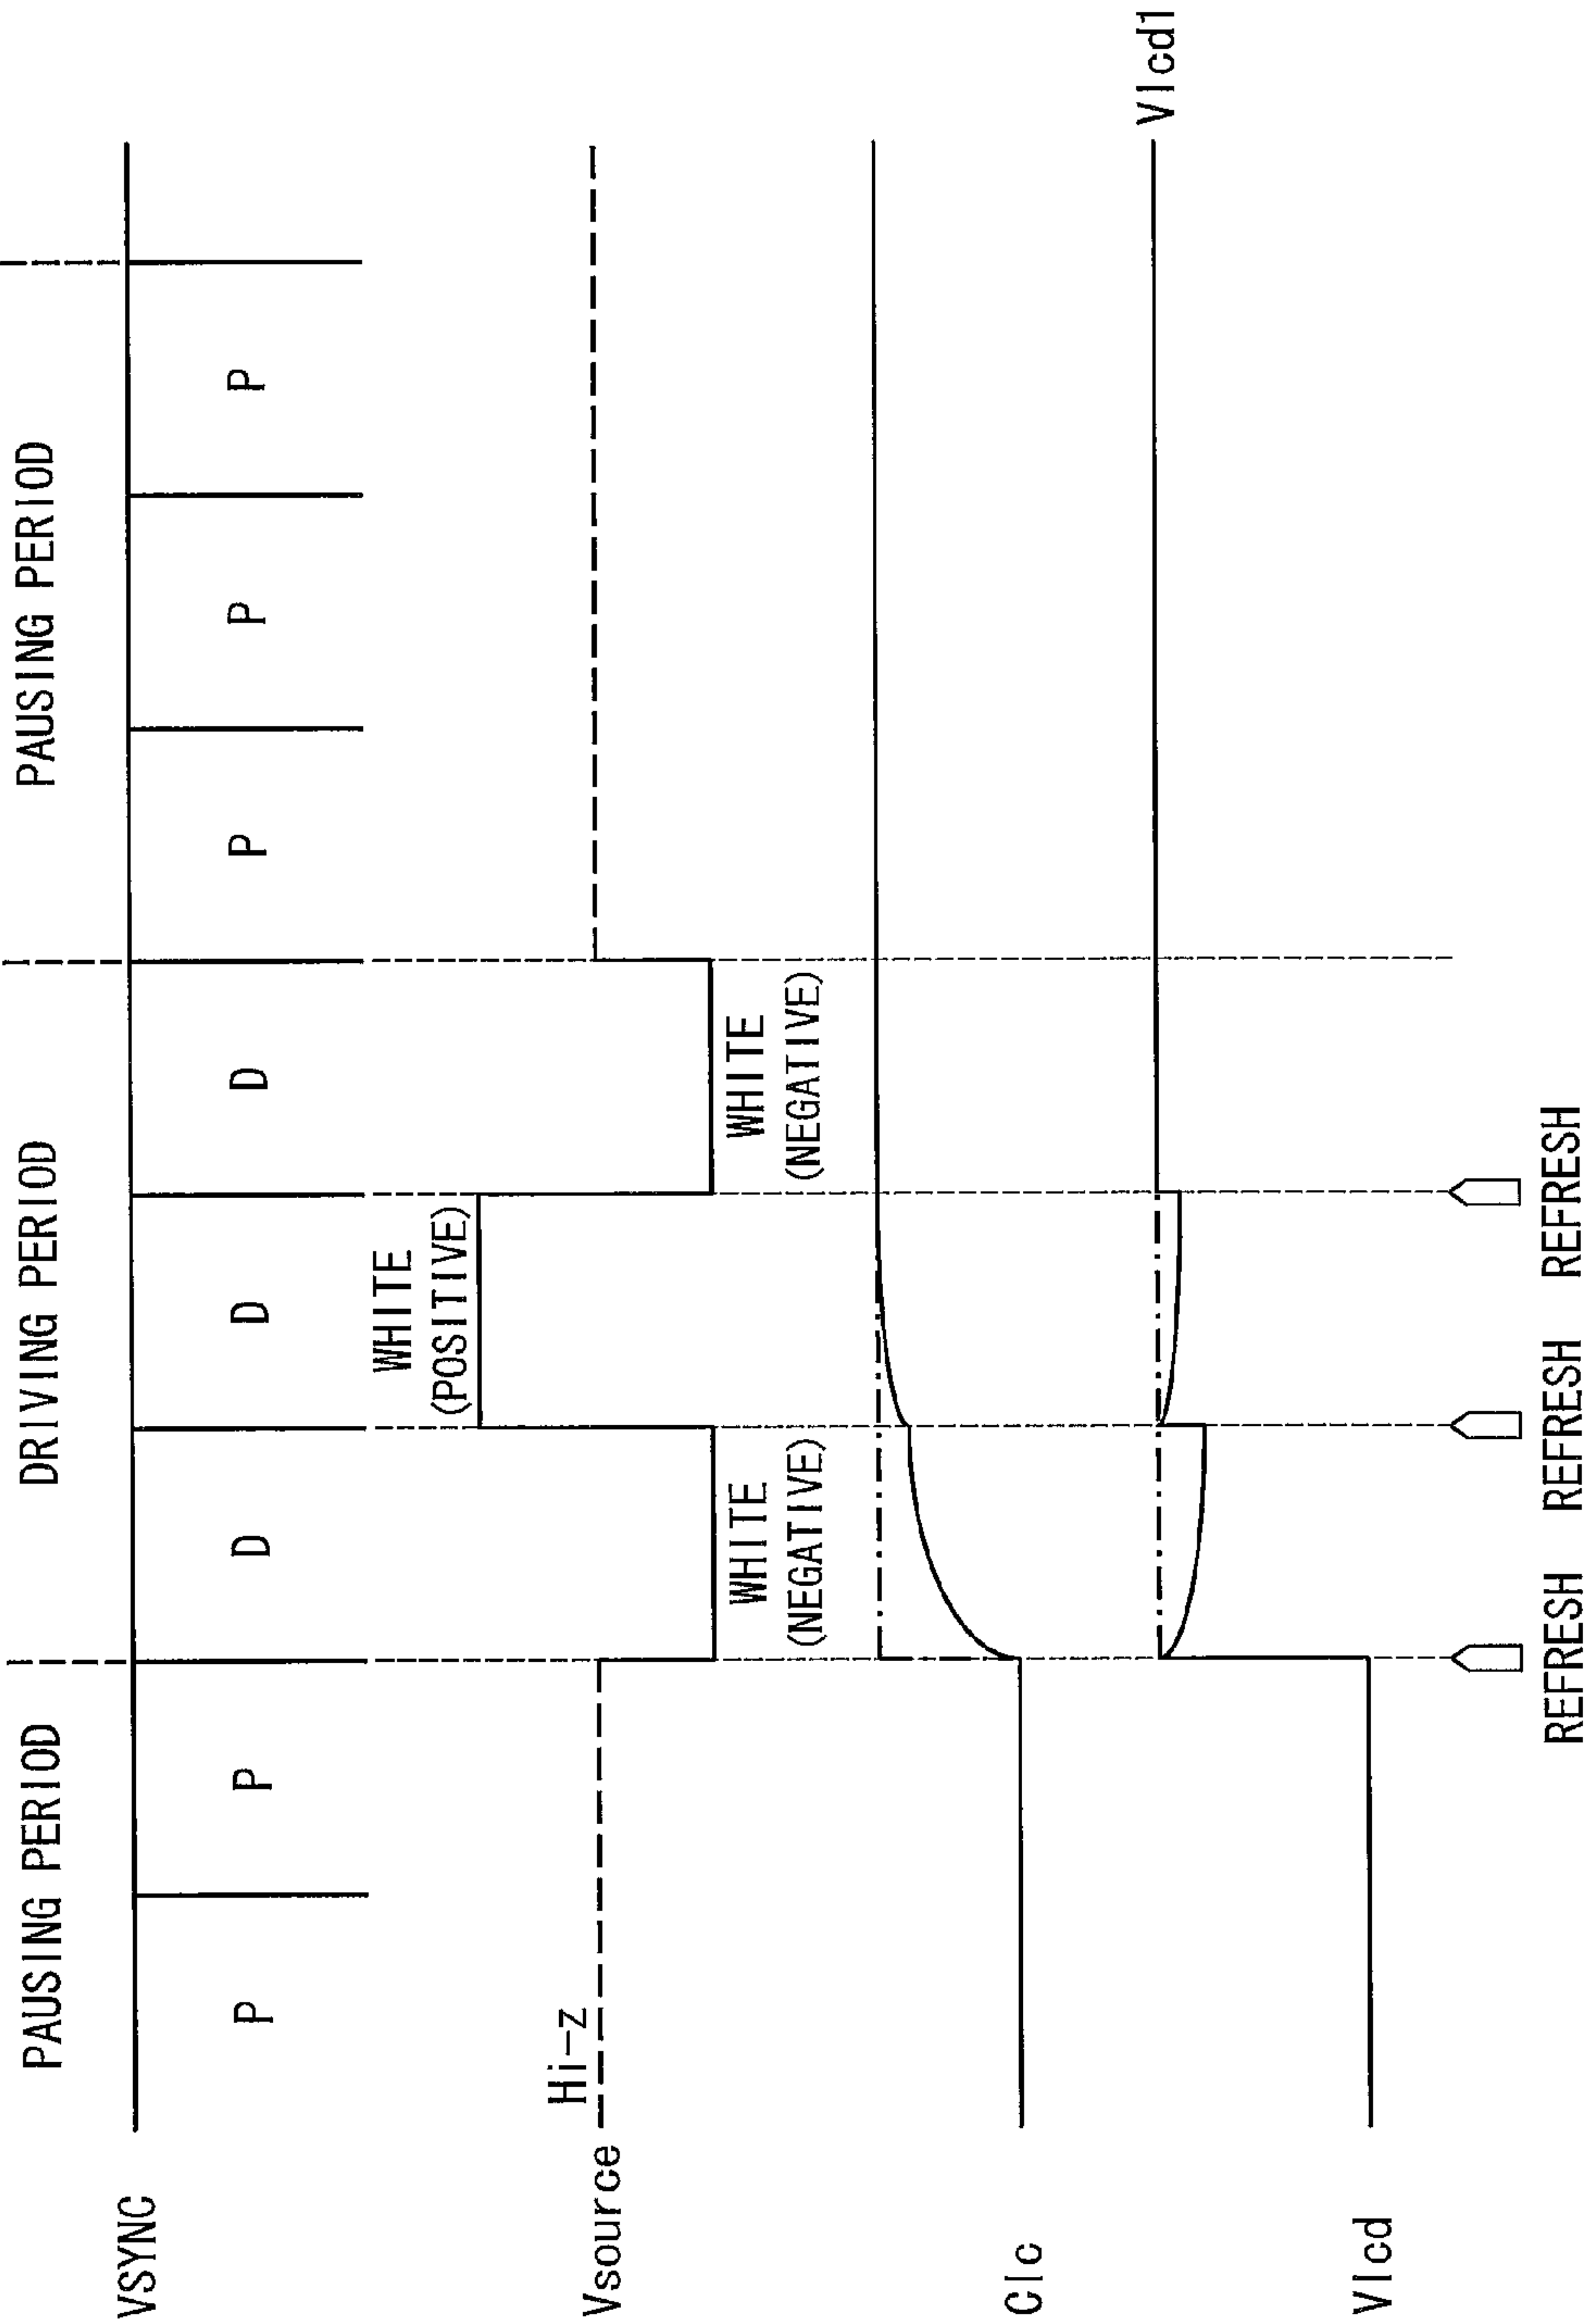 PAUSING PERIOD DRIVING PERIOD PAUSING PERIOD
VSYNC
P P D D D P P P
WHITE
(POSITIVE)
Hi-z
Vsource
WHITE WHITE
(NEGATIVE) (NEGATIVE)
Clc
Vlcd1
Vlcd
REFRESH REFRESH REFRESH